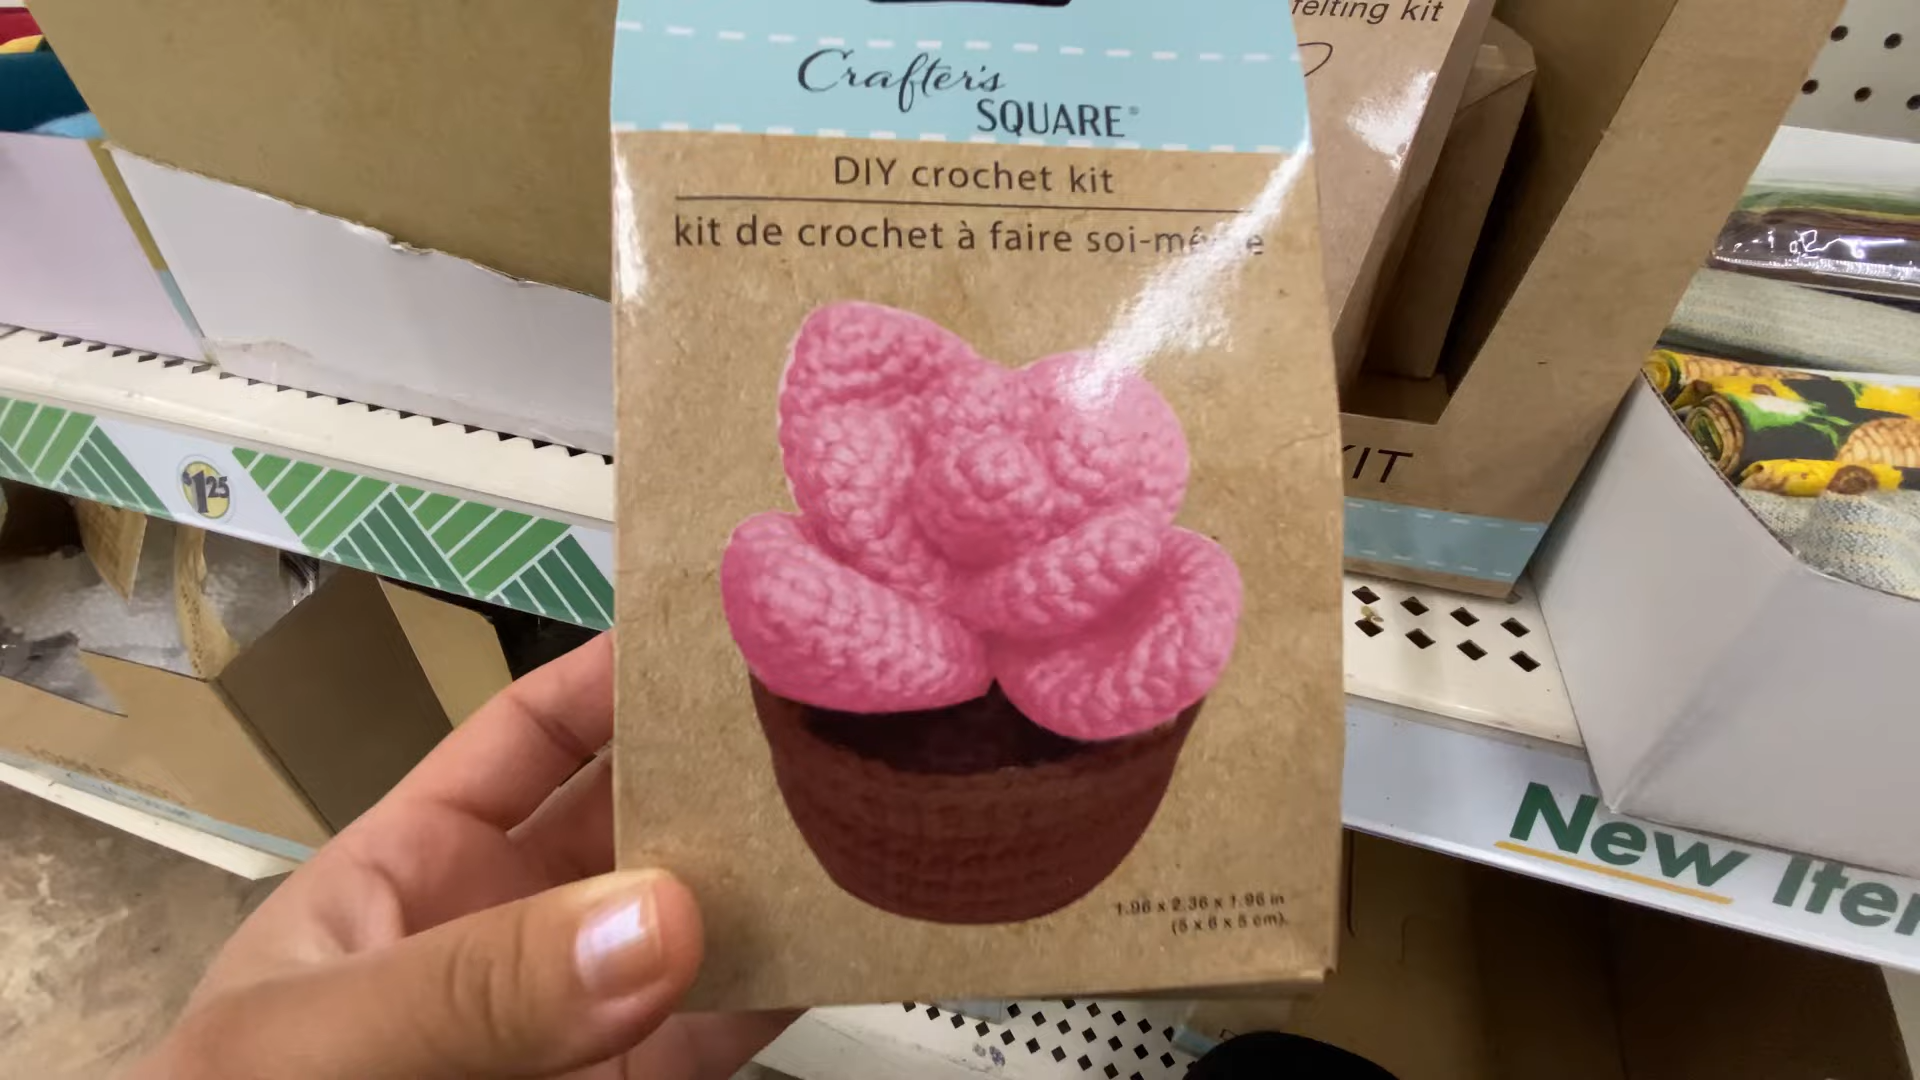 felting kit
Crafter's
SQUARE®
DIY crochet kit
kit de crochet à faire soi-même
$1.25
KIT
1.96 x 2.36 x 1.96 in
(5 x 6 x 5 cm)
New Iter